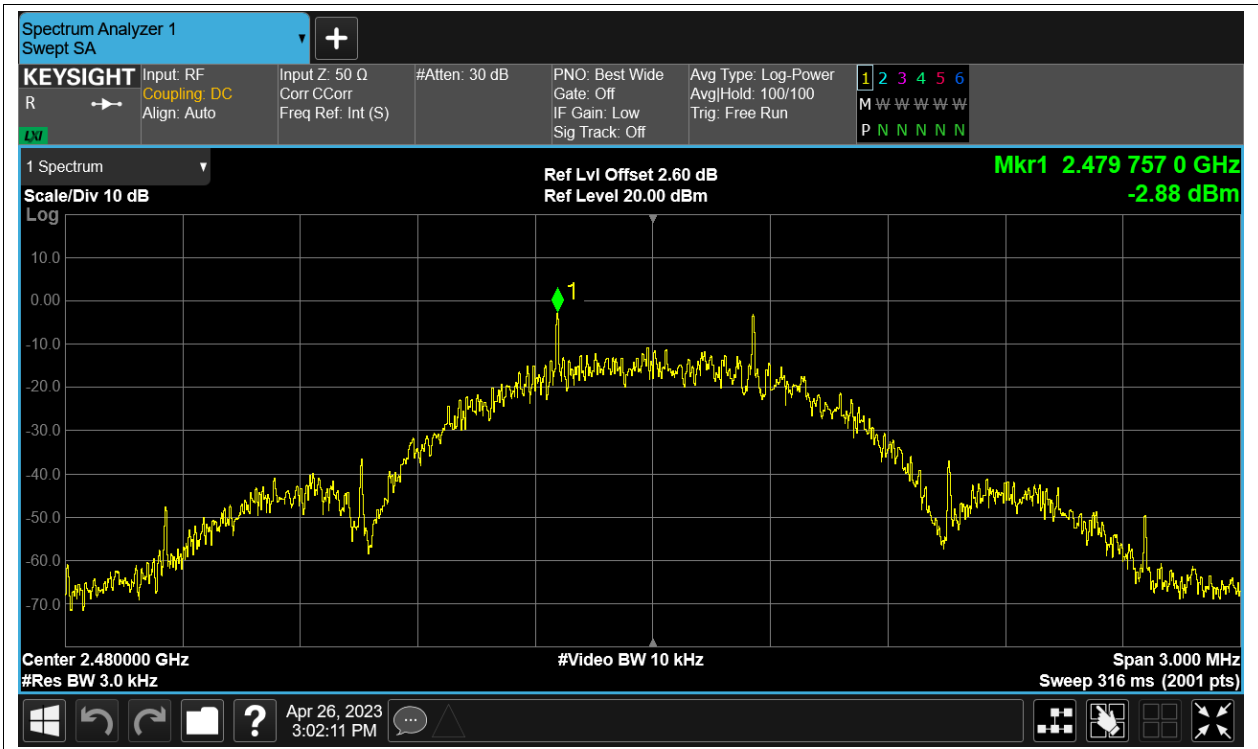 Spectrum Analyzer 1
Swept SA
+
KEYSIGHT
R
LXI
Input: RF
Coupling: DC
Align: Auto
Input Z: 50 Ω
Corr CCorr
Freq Ref: Int (S)
#Atten: 30 dB
PNO: Best Wide
Gate: Off
IF Gain: Low
Sig Track: Off
Avg Type: Log-Power
Avg|Hold: 100/100
Trig: Free Run
1 2 3 4 5 6
M W W W W W W
P N N N N N N
1 Spectrum
Scale/Div 10 dB
Log
Ref Lvl Offset 2.60 dB
Ref Level 20.00 dBm
Mkr1 2.479 757 0 GHz
-2.88 dBm
1
10.0
0.00
-10.0
-20.0
-30.0
-40.0
-50.0
-60.0
-70.0
Center 2.480000 GHz
#Res BW 3.0 kHz
#Video BW 10 kHz
Span 3.000 MHz
Sweep 316 ms (2001 pts)
?
Apr 26, 2023
3:02:11 PM